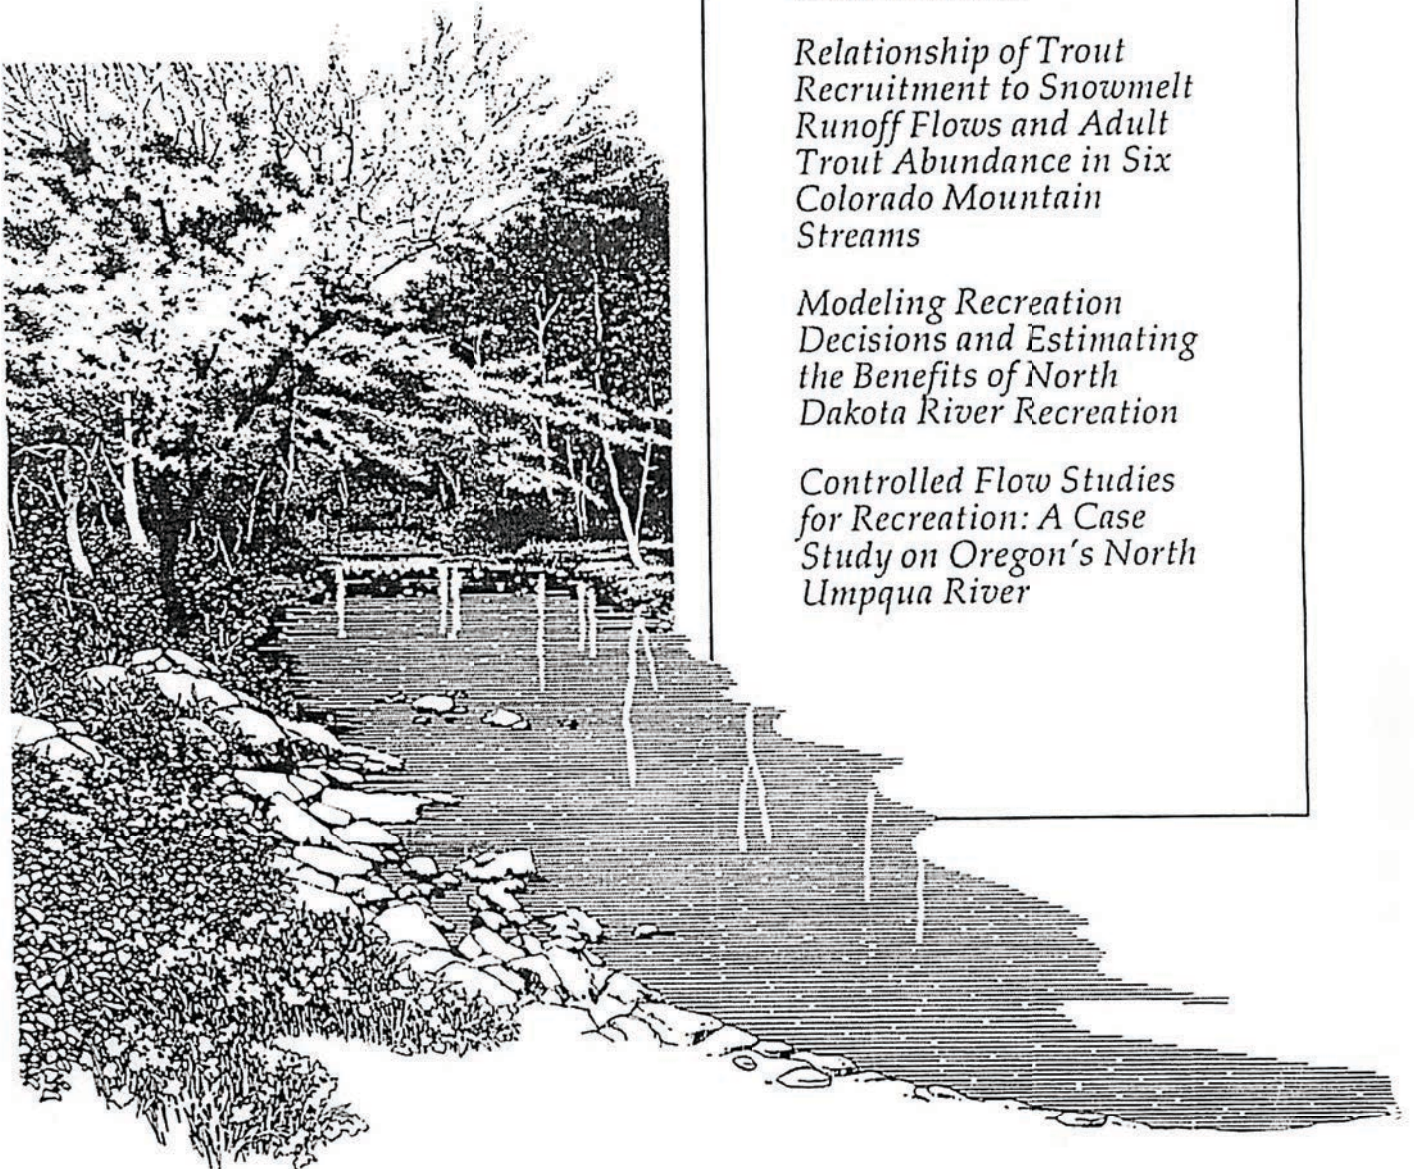 Relationship of Trout
Recruitment to Snowmelt
Runoff Flows and Adult
Trout Abundance in Six
Colorado Mountain
Streams
Modeling Recreation
Decisions and Estimating
the Benefits of North
Dakota River Recreation
Controlled Flow Studies
for Recreation: A Case
Study on Oregon's North
Umpqua River